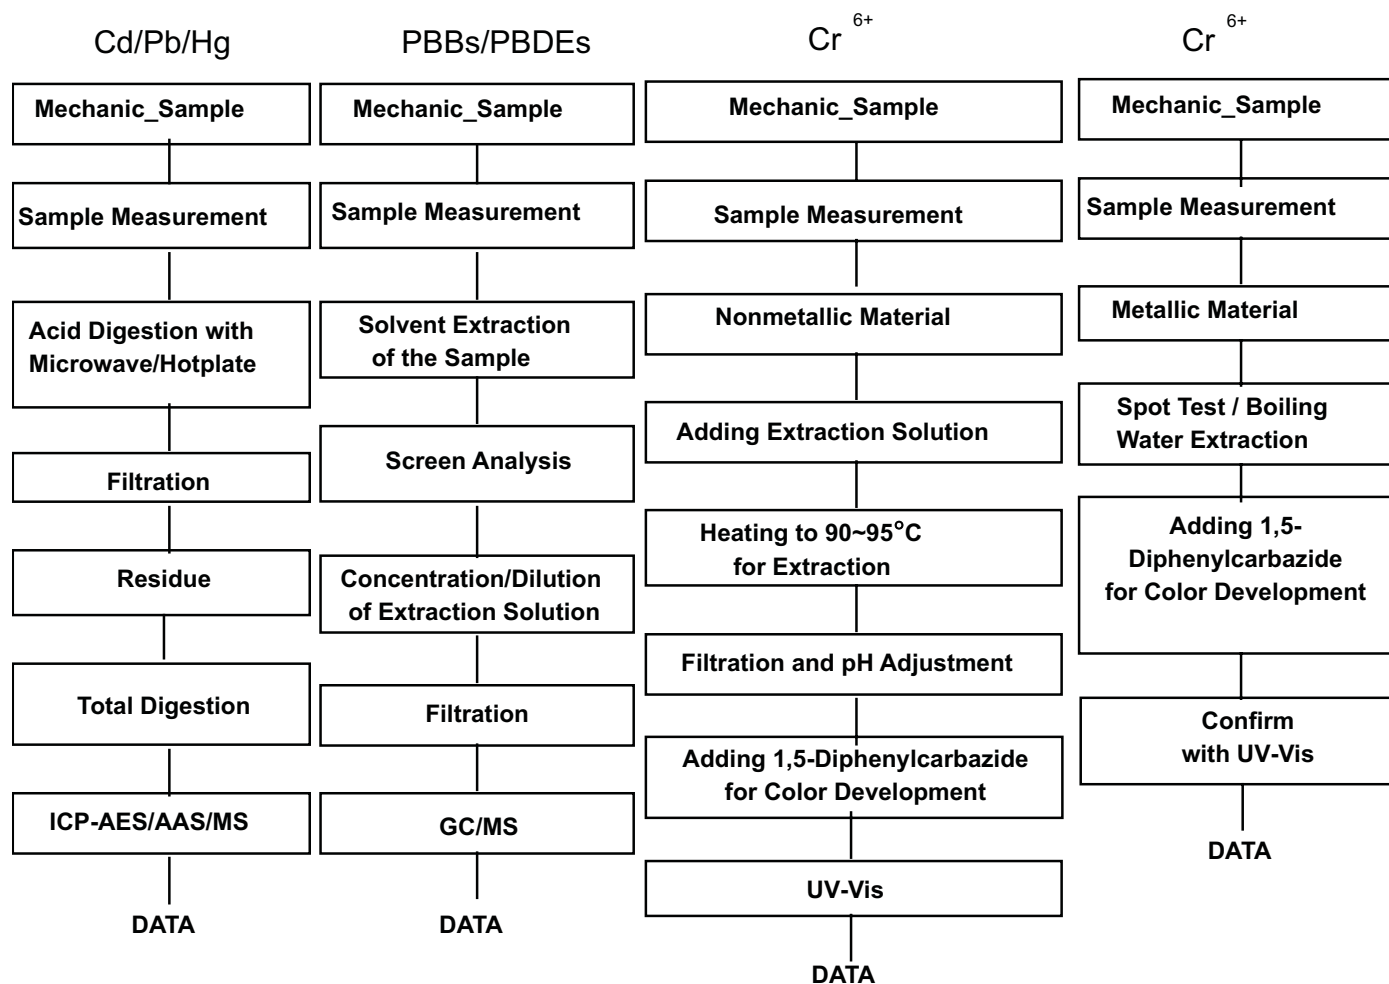 Cd/Pb/Hg
Mechanic_Sample
Sample Measurement
Acid Digestion with
Microwave/Hotplate
Filtration
Residue
Total Digestion
ICP-AES/AAS/MS
DATA
PBBs/PBDEs
Mechanic_Sample
Sample Measurement
Solvent Extraction
of the Sample
Screen Analysis
Concentration/Dilution
of Extraction Solution
Filtration
GC/MS
DATA
Cr 6+
Mechanic_Sample
Sample Measurement
Nonmetallic Material
Adding Extraction Solution
Heating to 90~95°C
for Extraction
Filtration and pH Adjustment
Adding 1,5-Diphenylcarbazide
for Color Development
UV-Vis
DATA
Cr 6+
Mechanic_Sample
Sample Measurement
Metallic Material
Spot Test / Boiling
Water Extraction
Adding 1,5-
Diphenylcarbazide
for Color Development
Confirm
with UV-Vis
DATA